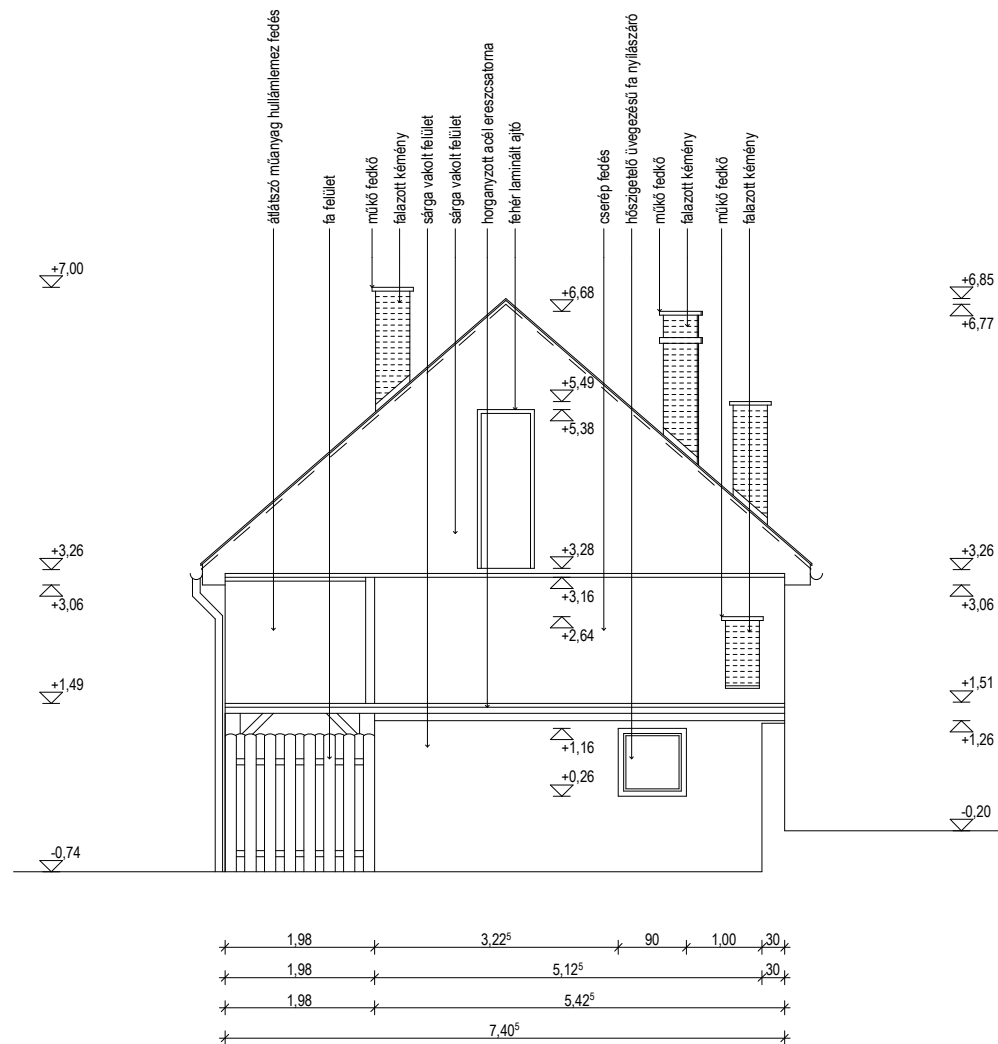 átlátszó műanyag hullámlemez fedés
fa felület
műkő fedkő
falazott kémény
sárga vakolt felület
sárga vakolt felület
horganyzott acél ereszcsatorna
fehér laminált ajtó
cserép fedés
hőszigetelő üvegezésű fa nyílászáró
műkő fedkő
falazott kémény
műkő fedkő
falazott kémény
+7,00
+6,68
+6,85
+6,77
+5,49
+5,38
+3,26
+3,28
+3,26
+3,06
+3,16
+3,06
+2,64
+1,49
+1,51
+1,16
+1,26
+0,26
-0,20
-0,74
1,98 3,22⁵ 90 1,00 30
1,98 5,12⁵ 30
1,98 5,42⁵
7,40⁵